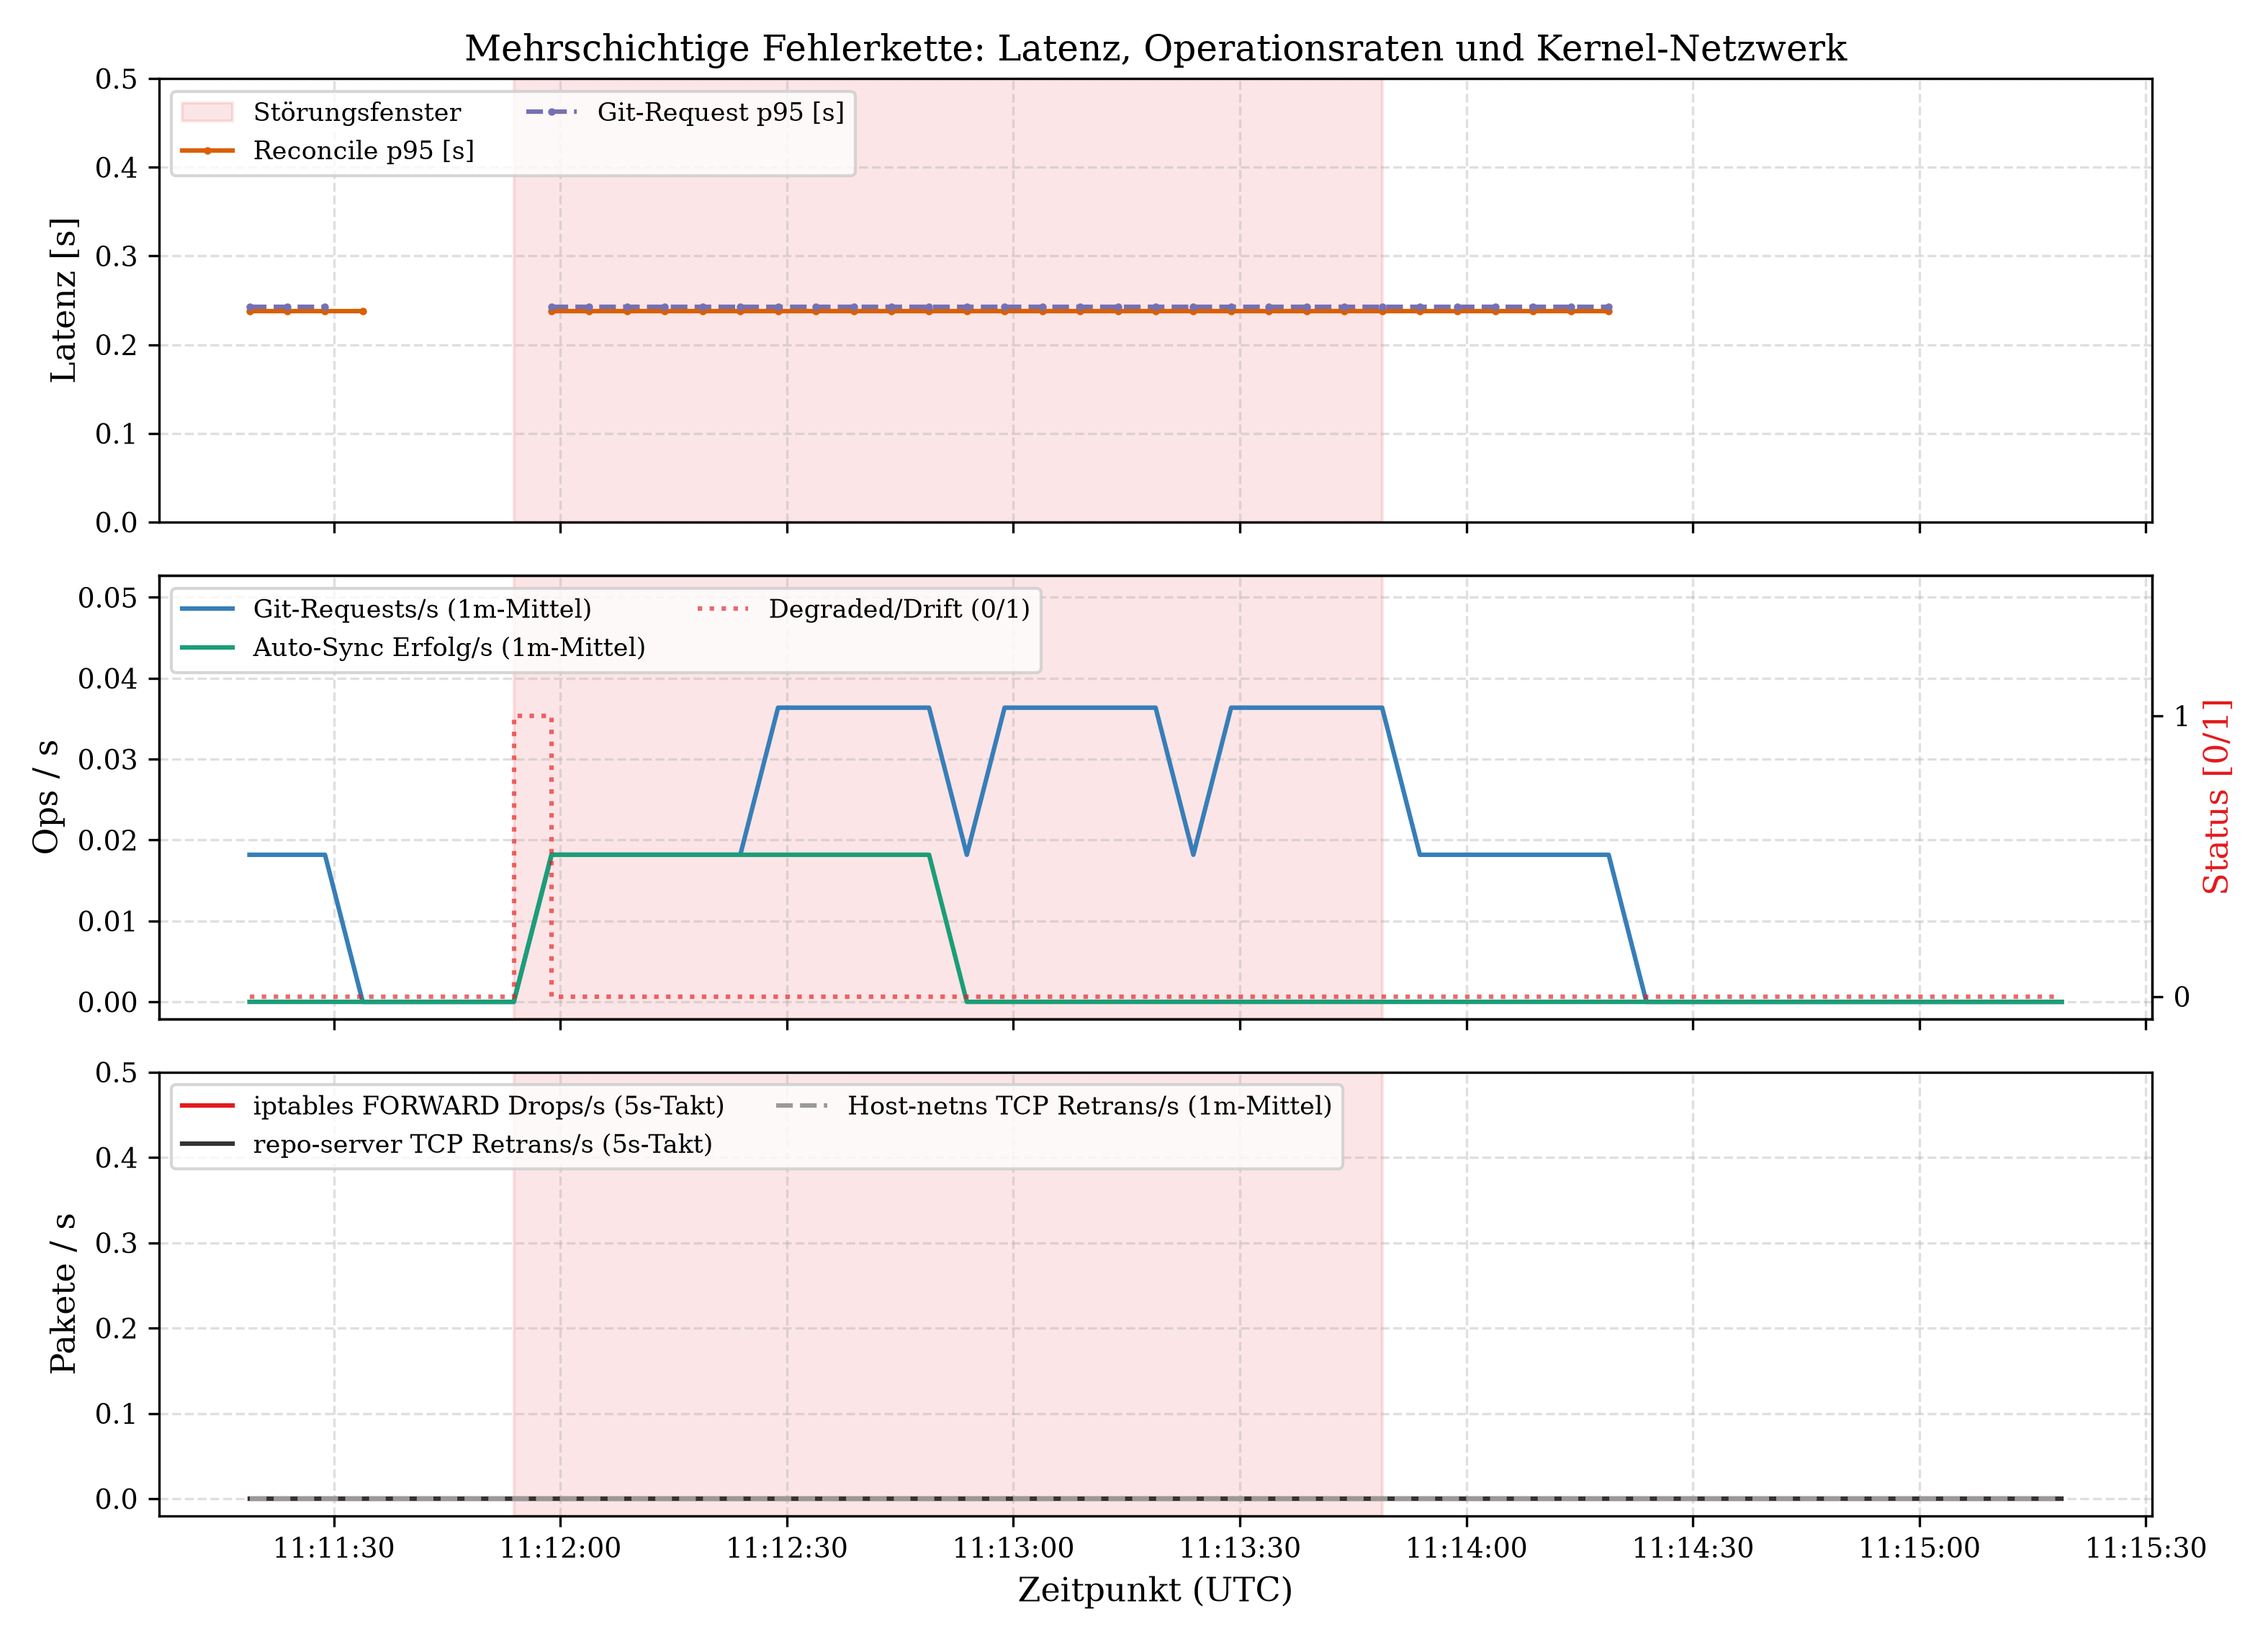 Mehrschichtige Fehlerkette: Latenz, Operationsraten und Kernel-Netzwerk
0.5
0.4
0.3
0.2
0.1
0.0
Latenz [s]
Störungsfenster
Reconcile p95 [s]
Git-Request p95 [s]
0.05
0.04
0.03
0.02
0.01
0.00
Ops / s
Git-Requests/s (1m-Mittel)
Auto-Sync Erfolg/s (1m-Mittel)
Degraded/Drift (0/1)
1
0
Status [0/1]
0.5
0.4
0.3
0.2
0.1
0.0
Pakete / s
iptables FORWARD Drops/s (5s-Takt)
repo-server TCP Retrans/s (5s-Takt)
Host-netns TCP Retrans/s (1m-Mittel)
11:11:30
11:12:00
11:12:30
11:13:00
11:13:30
11:14:00
11:14:30
11:15:00
11:15:30
Zeitpunkt (UTC)